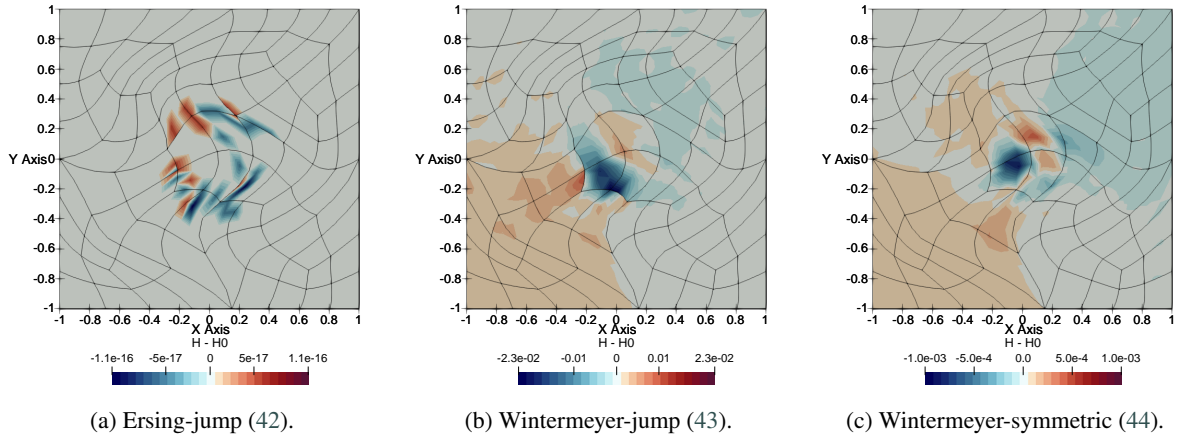 1
0.8
0.6
0.4
0.2
Y Axis0
-0.2
-0.4
-0.6
-0.8
-1
-1 -0.8 -0.6 -0.4 -0.2 0 0.2 0.4 0.6 0.8 1
X Axis
H - H0
-1.1e-16 -5e-17 0 5e-17 1.1e-16
(a) Ersing-jump (42).
1
0.8
0.6
0.4
0.2
Y Axis0
-0.2
-0.4
-0.6
-0.8
-1
-1 -0.8 -0.6 -0.4 -0.2 0 0.2 0.4 0.6 0.8 1
X Axis
H - H0
-2.3e-02 -0.01 0 0.01 2.3e-02
(b) Wintermeyer-jump (43).
1
0.8
0.6
0.4
0.2
Y Axis0
-0.2
-0.4
-0.6
-0.8
-1
-1 -0.8 -0.6 -0.4 -0.2 0 0.2 0.4 0.6 0.8 1
X Axis
H - H0
-1.0e-03 -5.0e-4 0.0 5.0e-4 1.0e-03
(c) Wintermeyer-symmetric (44).